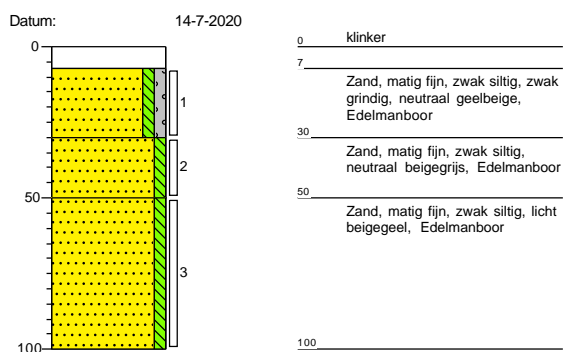 Datum: 14-7-2020
0
50
100
1
2
3
0 klinker
7
Zand, matig fijn, zwak siltig, zwak
grindig, neutraal geelbeige,
Edelmanboor
30
Zand, matig fijn, zwak siltig,
neutraal beigegrijs, Edelmanboor
50
Zand, matig fijn, zwak siltig, licht
beigegeel, Edelmanboor
100